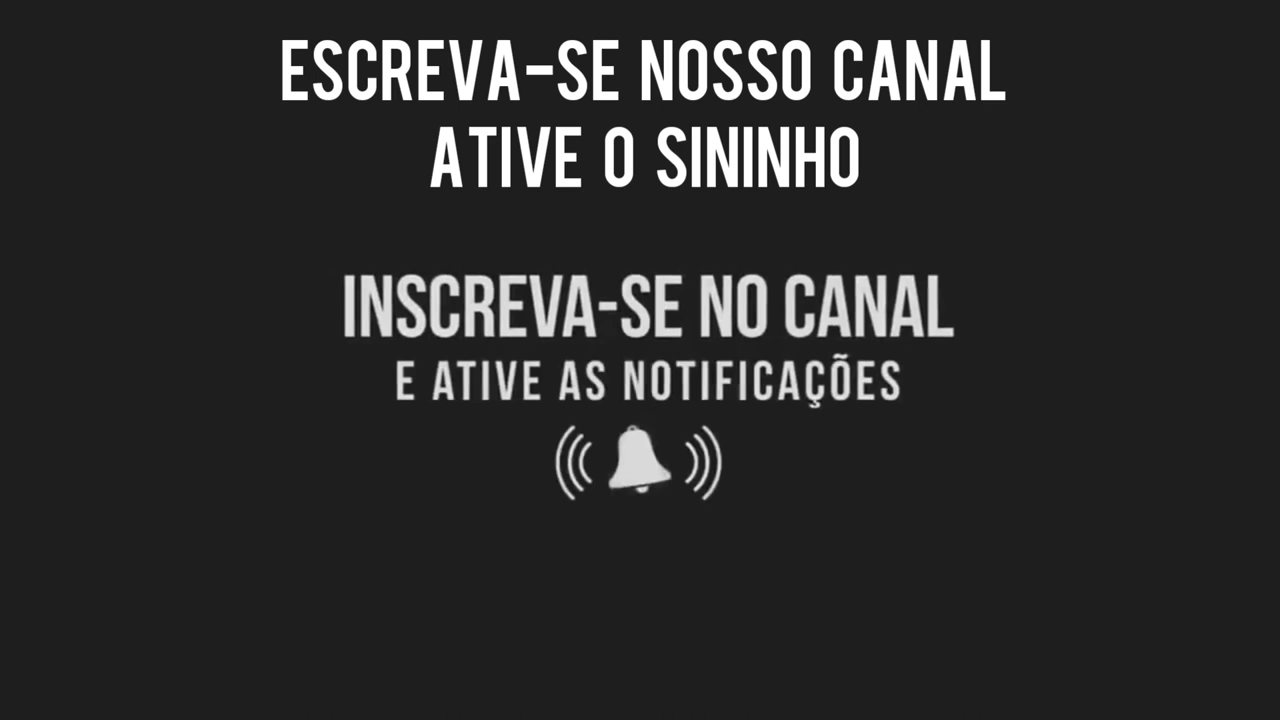 ESCREVA-SE NOSSO CANAL
ATIVE O SININHO
INSCREVA-SE NO CANAL
E ATIVE AS NOTIFICAÇÕES